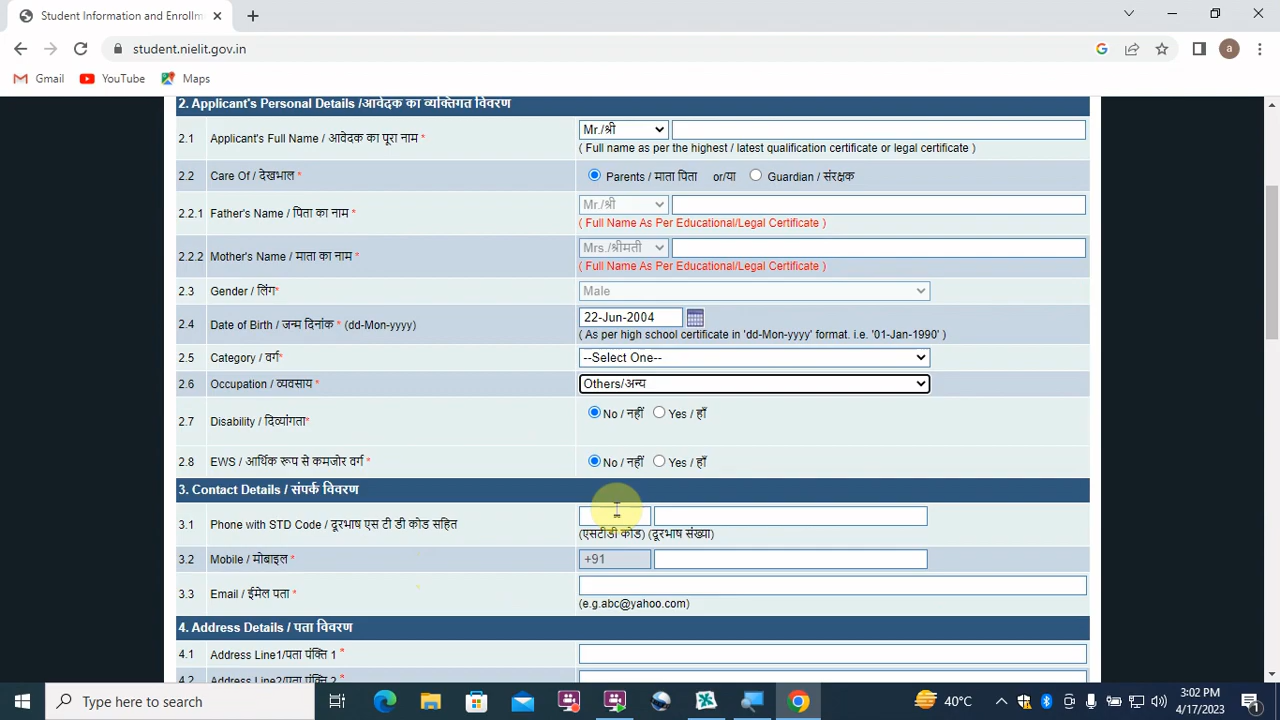 Student Information and Enrollm
student.nielit.gov.in
a
Gmail YouTube Maps
2. Applicant's Personal Details /आवेदक का व्यक्तिगत विवरण
2.1 Applicant's Full Name / आवेदक का पूरा नाम * Mr./श्री
( Full name as per the highest / latest qualification certificate or legal certificate )
2.2 Care Of / देखभाल * Parents / माता पिता or/या Guardian / संरक्षक
2.2.1 Father's Name / पिता का नाम * Mr./श्री
( Full Name As Per Educational/Legal Certificate )
2.2.2 Mother's Name / माता का नाम * Mrs./श्रीमती
( Full Name As Per Educational/Legal Certificate )
2.3 Gender / लिंग* Male
2.4 Date of Birth / जन्म दिनांक * (dd-Mon-yyyy) 22-Jun-2004
( As per high school certificate in 'dd-Mon-yyyy' format. i.e. '01-Jan-1990' )
2.5 Category / वर्ग* --Select One--
2.6 Occupation / व्यवसाय * Others/अन्य
2.7 Disability / दिव्यांगता* No / नहीं Yes / हाँ
2.8 EWS / आर्थिक रूप से कमजोर वर्ग * No / नहीं Yes / हाँ
3. Contact Details / संपर्क विवरण
3.1 Phone with STD Code / दूरभाष एस टी डी कोड सहित
(एसटीडी कोड) (दूरभाष संख्या)
3.2 Mobile / मोबाइल * +91
3.3 Email / ईमेल पता *
(e.g.abc@yahoo.com)
4. Address Details / पता विवरण
4.1 Address Line1/पता पंक्ति 1 *
4.2 Address Line2/पता पंक्ति 2 *
Type here to search
40°C
3:02 PM
4/17/2023